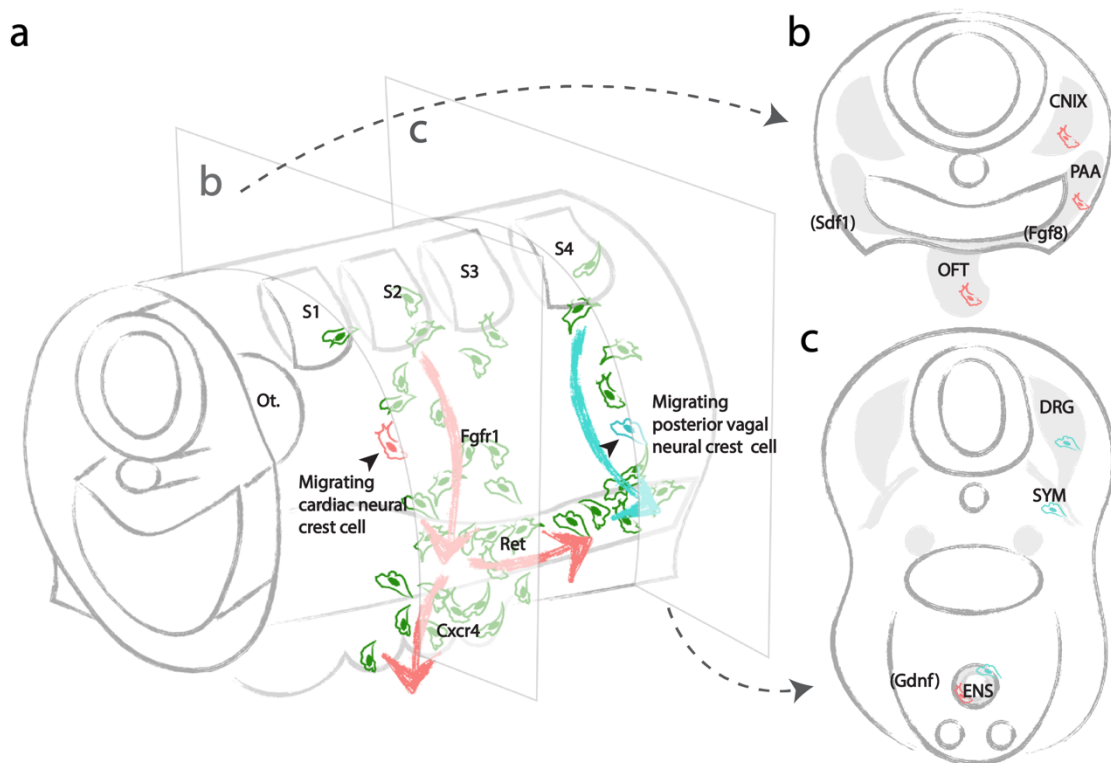 a
b
c
S1
S2
S3
S4
Ot.
Fgfr1
Migrating
cardiac neural
crest cell
Migrating
posterior vagal
neural crest cell
Ret
Cxcr4
b
CNIX
PAA
(Sdf1)
(Fgf8)
OFT
c
DRG
SYM
(Gdnf)
ENS